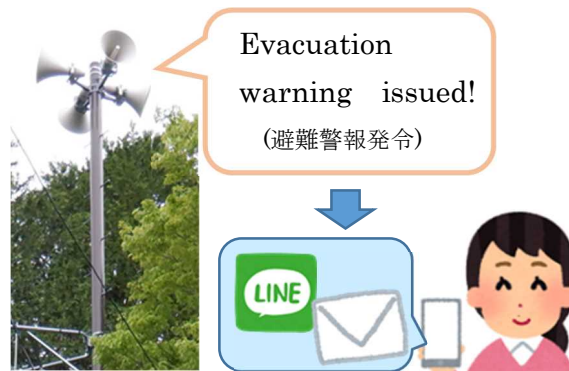 Evacuation
warning issued!
(避難警報発令)
LINE